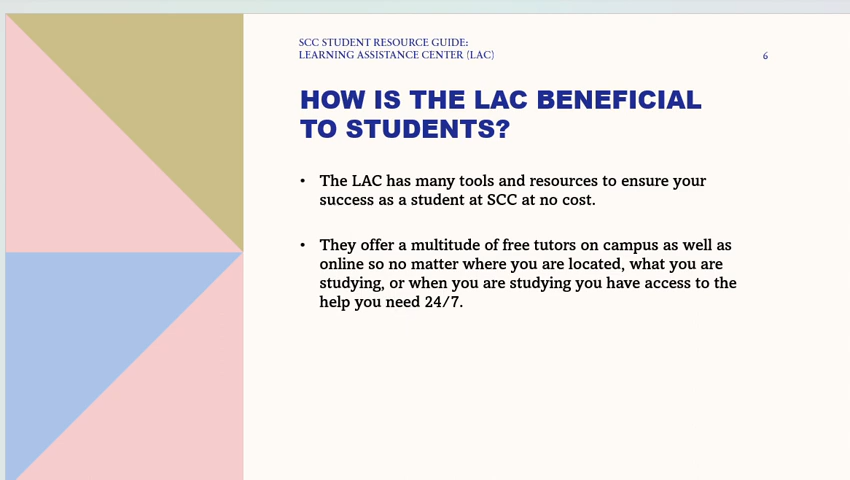 SCC STUDENT RESOURCE GUIDE:
LEARNING ASSISTANCE CENTER (LAC)
6
HOW IS THE LAC BENEFICIAL
TO STUDENTS?
• The LAC has many tools and resources to ensure your
success as a student at SCC at no cost.
• They offer a multitude of free tutors on campus as well as
online so no matter where you are located, what you are
studying, or when you are studying you have access to the
help you need 24/7.